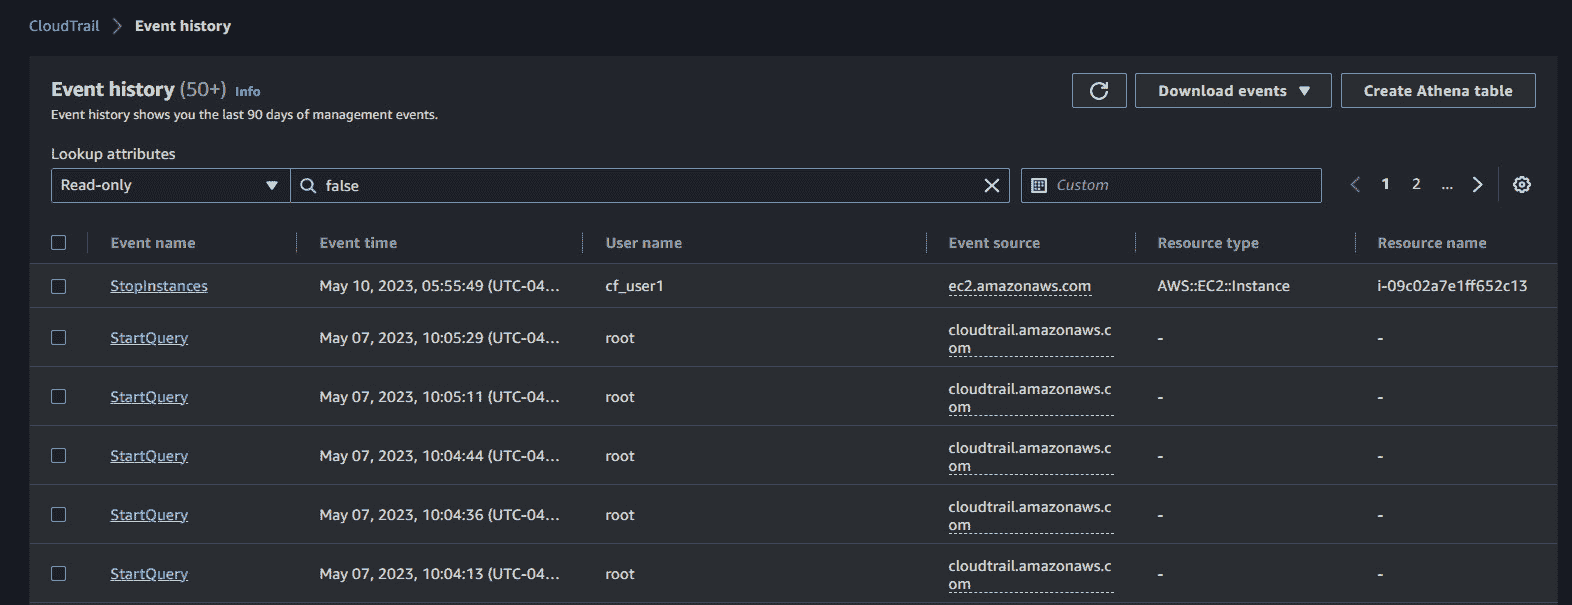 CloudTrail > Event history
Event history (50+) Info
Event history shows you the last 90 days of management events.
Download events ▼
Create Athena table
Lookup attributes
Read-only ▼ false Custom < 1 2 ... >
Event name Event time User name Event source Resource type Resource name
StopInstances May 10, 2023, 05:55:49 (UTC-04... cf_user1 ec2.amazonaws.com AWS::EC2::Instance i-09c02a7e1ff652c13
StartQuery May 07, 2023, 10:05:29 (UTC-04... root cloudtrail.amazonaws.c - -
om
StartQuery May 07, 2023, 10:05:11 (UTC-04... root cloudtrail.amazonaws.c - -
om
StartQuery May 07, 2023, 10:04:44 (UTC-04... root cloudtrail.amazonaws.c - -
om
StartQuery May 07, 2023, 10:04:36 (UTC-04... root cloudtrail.amazonaws.c - -
om
StartQuery May 07, 2023, 10:04:13 (UTC-04... root cloudtrail.amazonaws.c - -
om